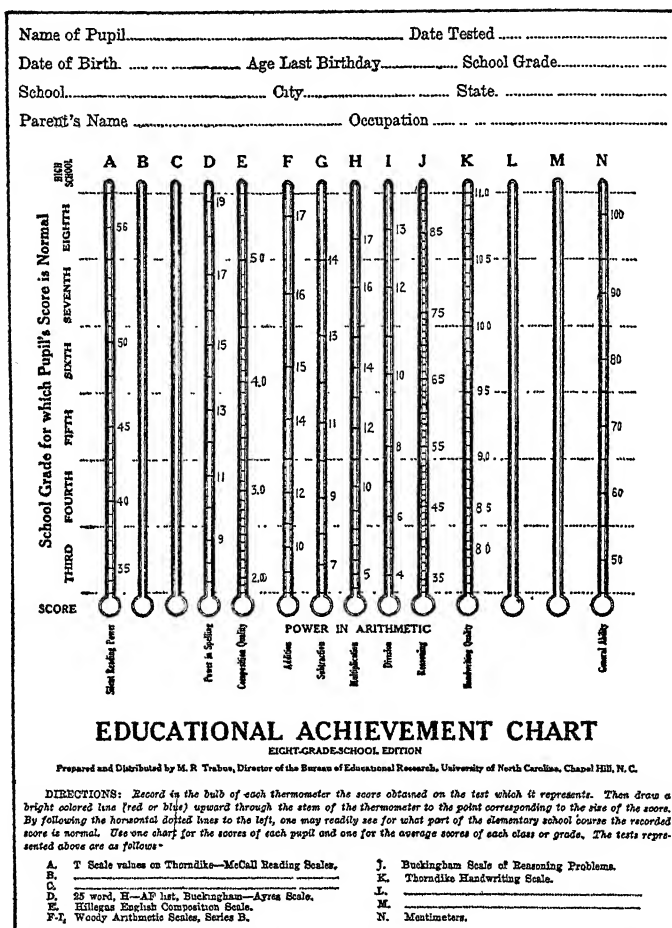 Name of Pupil Date Tested
Date of Birth. Age Last Birthday School Grade
School City State.
Parent's Name Occupation
HIGH SCHOOL A B C D E F G H I J K L M N
School Grade for which Pupil's Score is Normal
EIGHTH
SEVENTH
SIXTH
FIFTH
FOURTH
THIRD
56
50
45
40
35
19
17
15
13
11
9
5.0
4.0
3.0
2.0
17
16
15
14
12
10
14
13
11
9
7
17
16
14
12
10
5
13
12
10
8
6
4
85
75
65
55
45
35
11.0
10.5
10.0
9.5
9.0
8.5
8.0
100
90
80
70
60
50
SCORE
POWER IN ARITHMETIC
Silent Reading Power
Power in Spelling
Composition Quality
Addition
Subtraction
Multiplication
Division
Reasoning
Handwriting Quality
General Ability
EDUCATIONAL ACHIEVEMENT CHART
EIGHT-GRADE-SCHOOL EDITION
Prepared and Distributed by M. R Trabue, Director of the Bureau of Educational Research, University of North Carolina, Chapel Hill, N. C.
DIRECTIONS: Record in the bulb of each thermometer the score obtained on the test which it represents. Then draw a
bright colored line (red or blue) upward through the stem of the thermometer to the point corresponding to the size of the score.
By following the horizontal dotted lines to the left, one may readily see for what part of the elementary school course the recorded
score is normal. Use one chart for the scores of each pupil and one for the average scores of each class or grade. The tests repre-
sented above are as follows-
A. T Scale values on Thorndike—McCall Reading Scales.
B.
C.
D. 25 word, H—AF list, Buckingham—Ayres Scale.
E. Hillegas English Composition Scale.
F-I. Woody Arithmetic Scales, Series B.
J. Buckingham Scale of Reasoning Problems.
K. Thorndike Handwriting Scale.
L.
M.
N. Mentimeters.